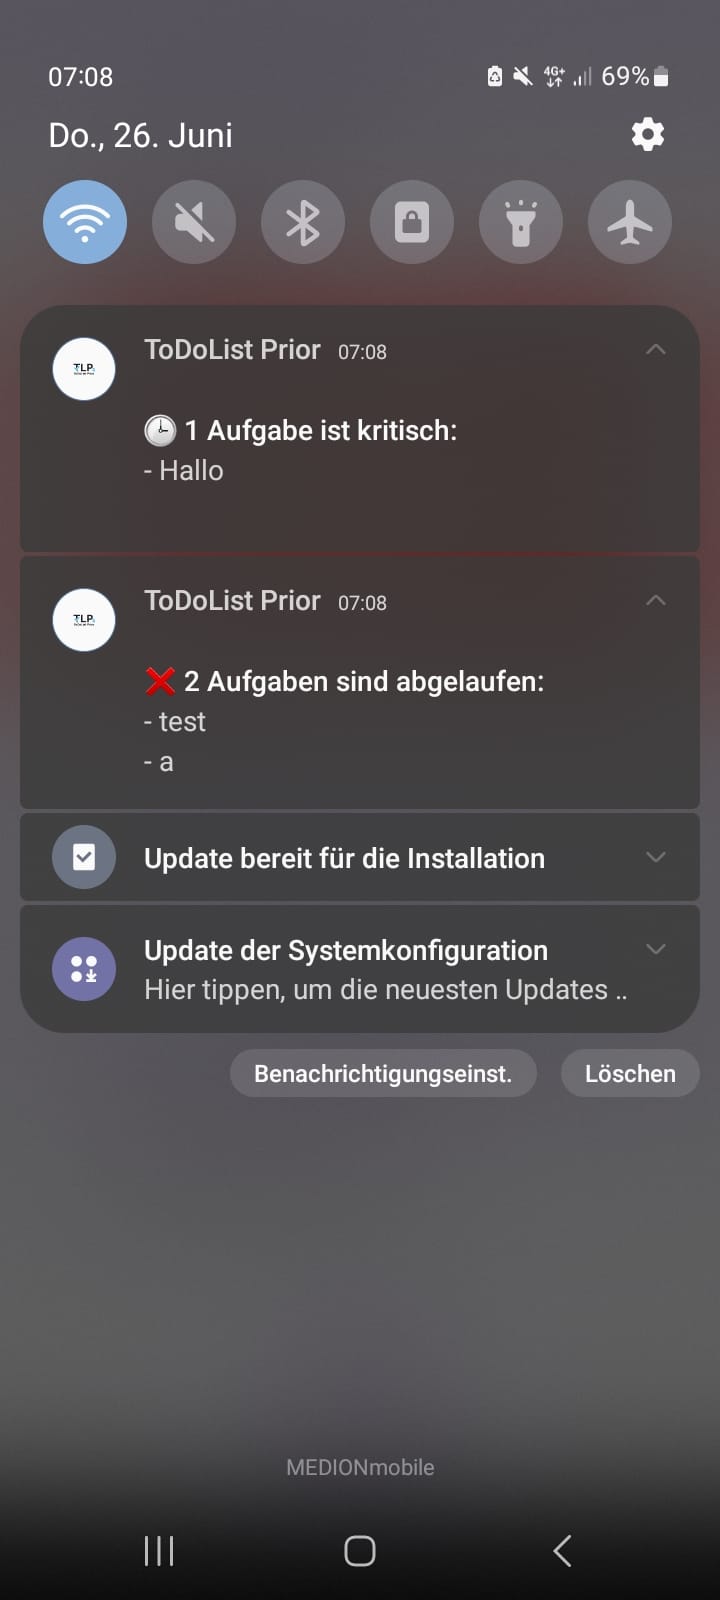 07:08
4G+ 69%
Do., 26. Juni
TLP
ToDoList Prior 07:08
1 Aufgabe ist kritisch:
- Hallo
TLP
ToDoList Prior 07:08
2 Aufgaben sind abgelaufen:
- test
- a
Update bereit für die Installation
Update der Systemkonfiguration
Hier tippen, um die neuesten Updates ..
Benachrichtigungseinst. Löschen
MEDIONmobile